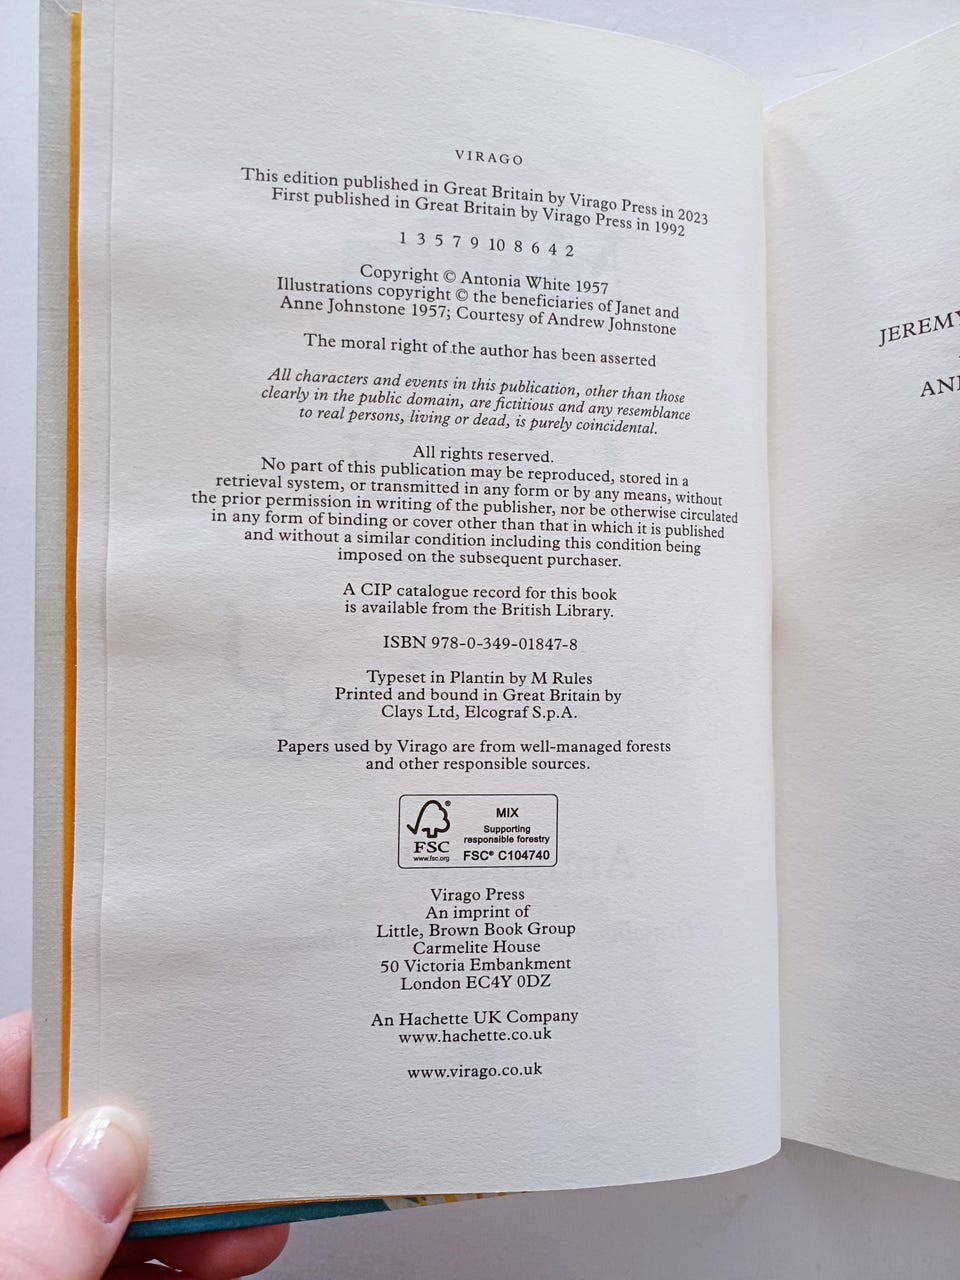 VIRAGO
This edition published in Great Britain by Virago Press in 2023
First published in Great Britain by Virago Press in 1992
1 3 5 7 9 10 8 6 4 2
Copyright © Antonia White 1957
Illustrations copyright © the beneficiaries of Janet and
Anne Johnstone 1957; Courtesy of Andrew Johnstone
The moral right of the author has been asserted
All characters and events in this publication, other than those
clearly in the public domain, are fictitious and any resemblance
to real persons, living or dead, is purely coincidental.
All rights reserved.
No part of this publication may be reproduced, stored in a
retrieval system, or transmitted in any form or by any means, without
the prior permission in writing of the publisher, nor be otherwise circulated
in any form of binding or cover other than that in which it is published
and without a similar condition including this condition being
imposed on the subsequent purchaser.
A CIP catalogue record for this book
is available from the British Library.
ISBN 978-0-349-01847-8
Typeset in Plantin by M Rules
Printed and bound in Great Britain by
Clays Ltd, Elcograf S.p.A.
Papers used by Virago are from well-managed forests
and other responsible sources.
FSC®
www.fsc.org
MIX
Supporting
responsible forestry
FSC® C104740
Virago Press
An imprint of
Little, Brown Book Group
Carmelite House
50 Victoria Embankment
London EC4Y 0DZ
An Hachette UK Company
www.hachette.co.uk
www.virago.co.uk
JEREMY